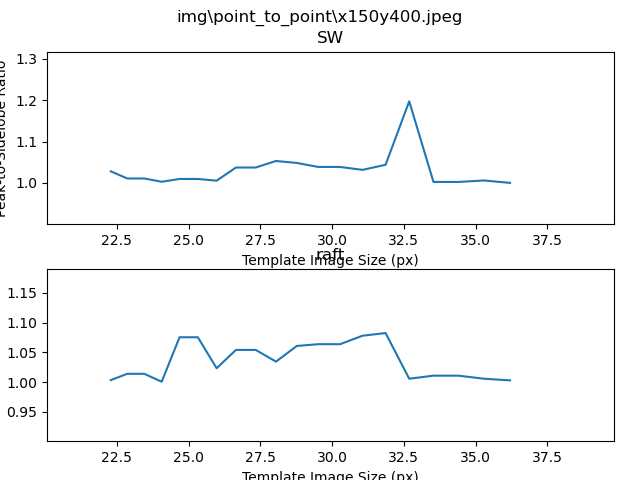 img\point_to_point\x150y400.jpeg
SW
1.3
1.2
1.1
1.0
Peak-to-Sidelobe Ratio
22.5 25.0 27.5 30.0 32.5 35.0 37.5
Template Image Size (px)
raft
1.15
1.10
1.05
1.00
0.95
22.5 25.0 27.5 30.0 32.5 35.0 37.5
Template Image Size (px)